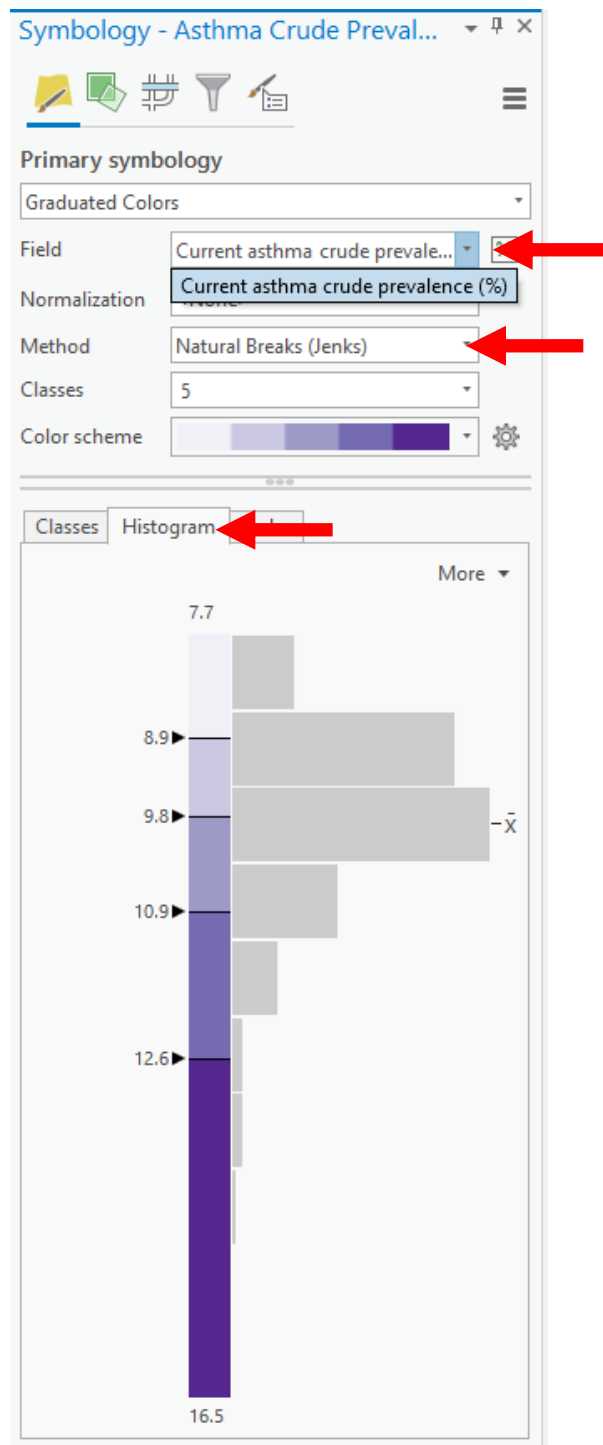 Symbology - Asthma Crude Preval...
Primary symbology
Graduated Colors
Field Current asthma crude prevale...
Current asthma crude prevalence (%)
Normalization
Method Natural Breaks (Jenks)
Classes 5
Color scheme
Classes Histogram
More
7.7
8.9
9.8
x̄
10.9
12.6
16.5